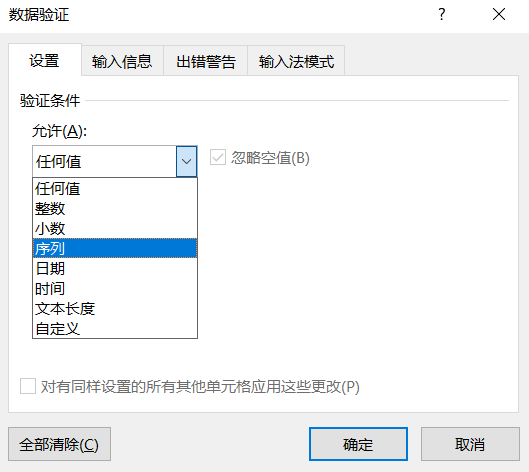 数据验证 ?
设置 输入信息 出错警告 输入法模式
验证条件
允许(A):
任何值 忽略空值(B)
任何值
整数
小数
序列
日期
时间
文本长度
自定义
对有同样设置的所有其他单元格应用这些更改(P)
全部清除(C) 确定 取消